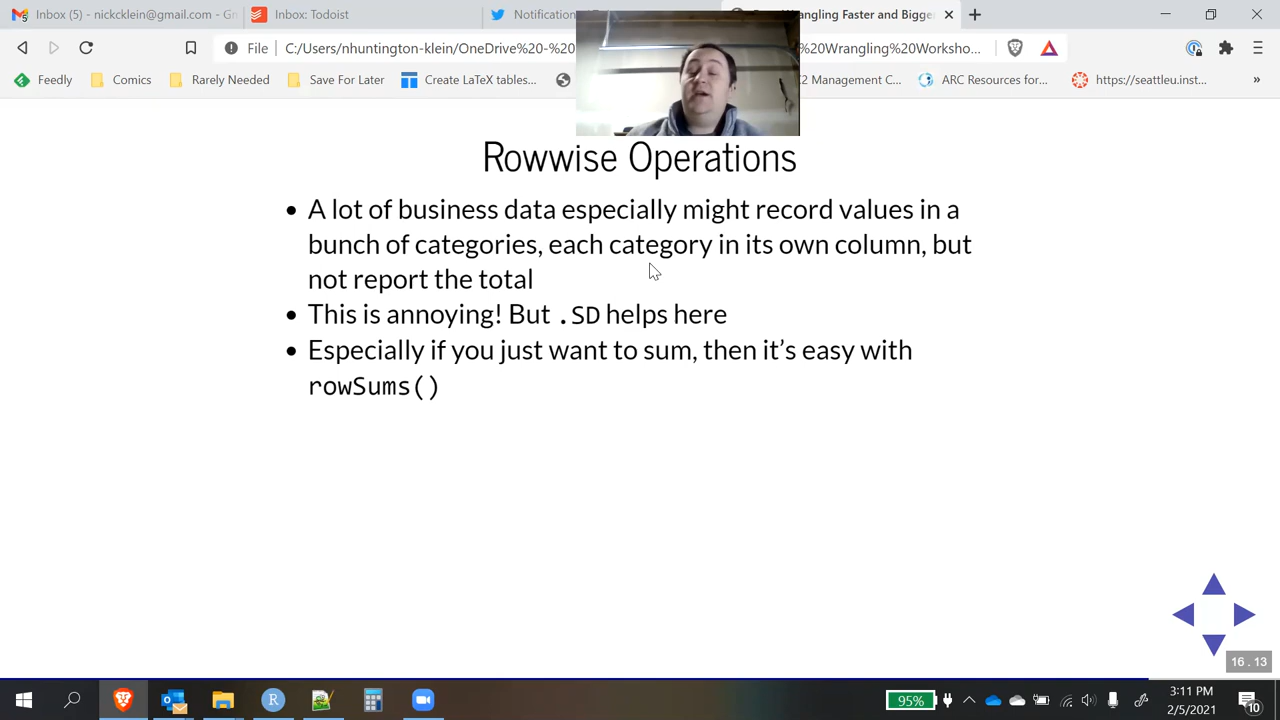 (5) - nickcklein@gmail.com - Gr
Inbox: Todoist
Notification
Wrangling Faster and Bigge
File
C:/Users/nhuntington-klein/OneDrive%20-%20
%20Wrangling%20Worksho...
Feedly
Comics
Rarely Needed
Save For Later
Create LaTeX tables...
2 Management C...
ARC Resources for...
https://seattleu.inst...
»
Rowwise Operations
• A lot of business data especially might record values in a
bunch of categories, each category in its own column, but
not report the total
• This is annoying! But .SD helps here
• Especially if you just want to sum, then it’s easy with
rowSums()
16 . 13
95%
3:11 PM
2/5/2021
10